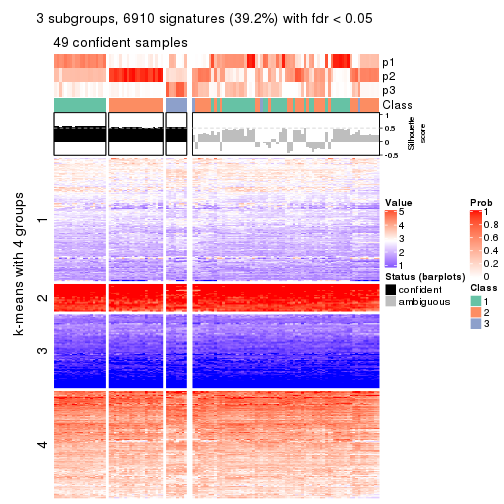 3 subgroups, 6910 signatures (39.2%) with fdr < 0.05
49 confident samples
p1
p2
p3
Class
1
0.5
0
-0.5
Silhouette
score
k-means with 4 groups
1
2
3
4
Value
5
4
3
2
1
Status (barplots)
confident
ambiguous
Prob
1
0.8
0.6
0.4
0.2
0
Class
1
2
3